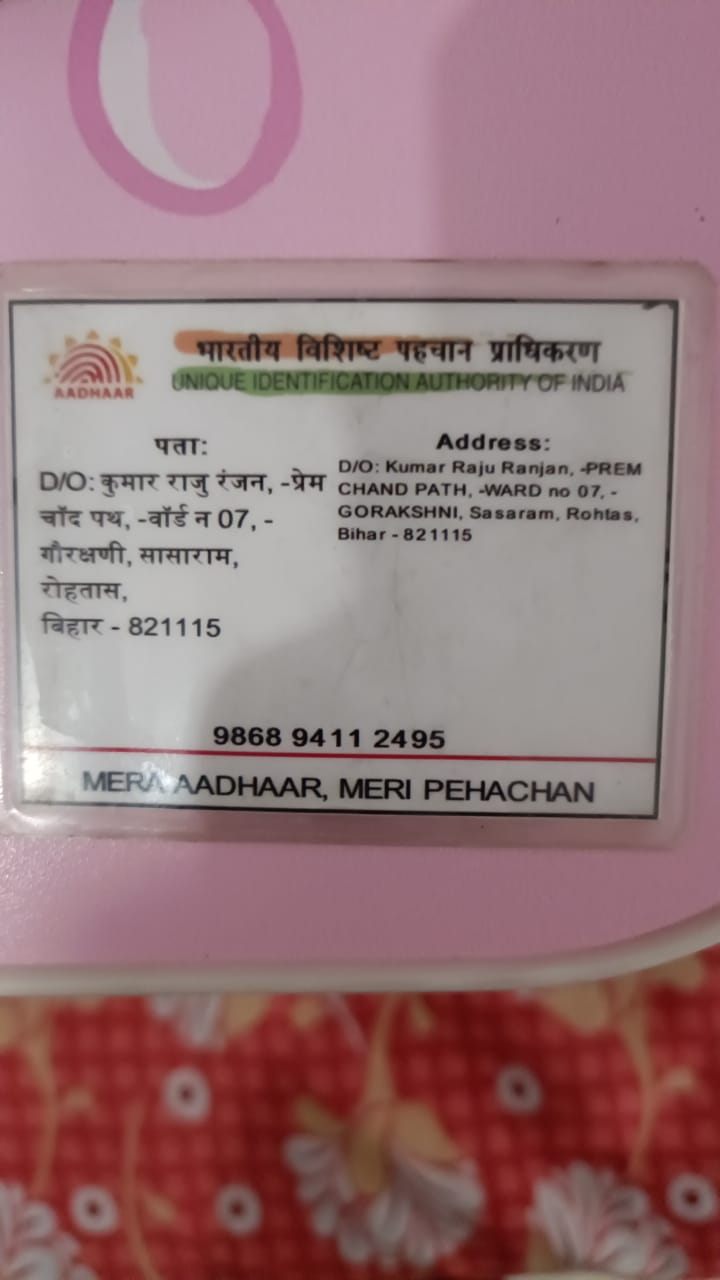 AADHAAR
भारतीय विशिष्ट पहचान प्राधिकरण
UNIQUE IDENTIFICATION AUTHORITY OF INDIA
पता:
D/O: कुमार राजु रंजन, -प्रेम
चाँद पथ, -वॉर्ड न 07, -
गौरक्षणी, सासाराम,
रोहतास,
बिहार - 821115
Address:
D/O: Kumar Raju Ranjan, -PREM
CHAND PATH, -WARD no 07, -
GORAKSHNI, Sasaram, Rohtas,
Bihar - 821115
9868 9411 2495
MERA AADHAAR, MERI PEHACHAN